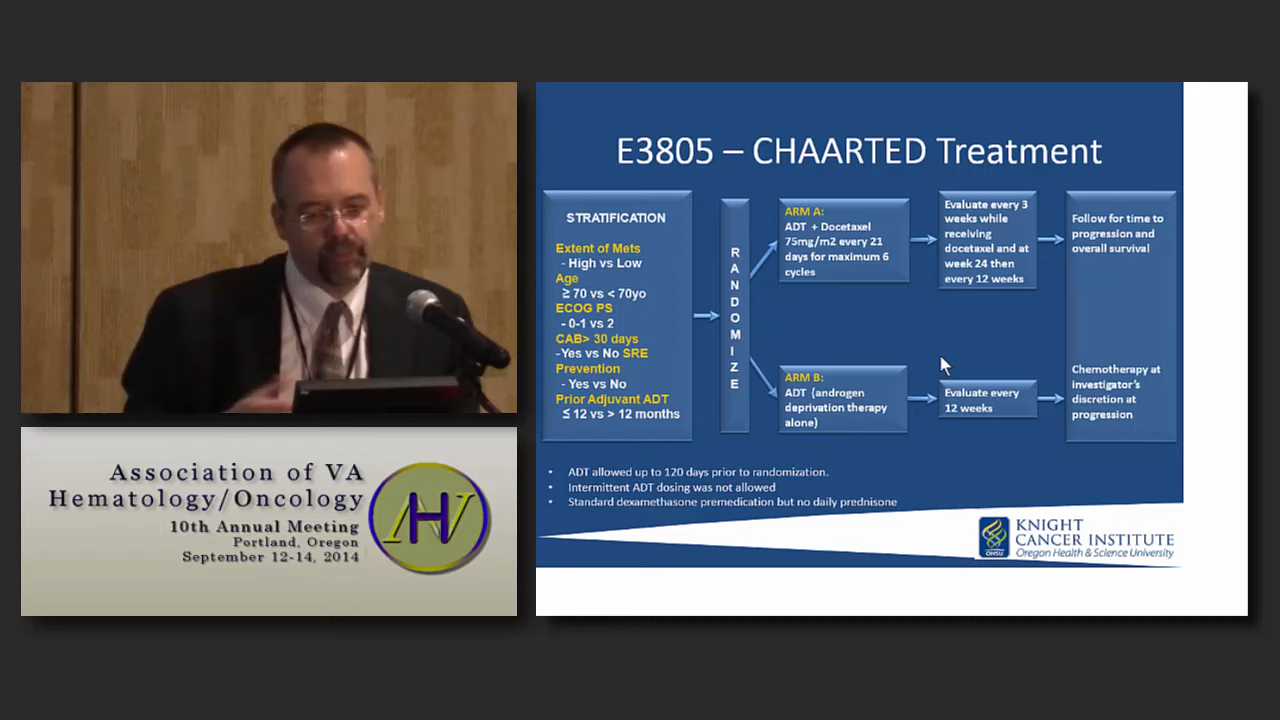 E3805 – CHAARTED Treatment
STRATIFICATION
Extent of Mets
- High vs Low
Age
≥ 70 vs < 70yo
ECOG PS
- 0-1 vs 2
CAB> 30 days
-Yes vs No SRE
Prevention
- Yes vs No
Prior Adjuvant ADT
≤ 12 vs > 12 months
RANDOMIZE
ARM A:
ADT + Docetaxel
75mg/m2 every 21
days for maximum 6
cycles
Evaluate every 3
weeks while
receiving
docetaxel and at
week 24 then
every 12 weeks
Follow for time to
progression and
overall survival
ARM B:
ADT (androgen
deprivation therapy
alone)
Evaluate every
12 weeks
Chemotherapy at
investigator's
discretion at
progression
• ADT allowed up to 120 days prior to randomization.
• Intermittent ADT dosing was not allowed
• Standard dexamethasone premedication but no daily prednisone
OHSU
KNIGHT
CANCER INSTITUTE
Oregon Health & Science University
Association of VA
Hematology/Oncology
10th Annual Meeting
Portland, Oregon
September 12-14, 2014
AHV